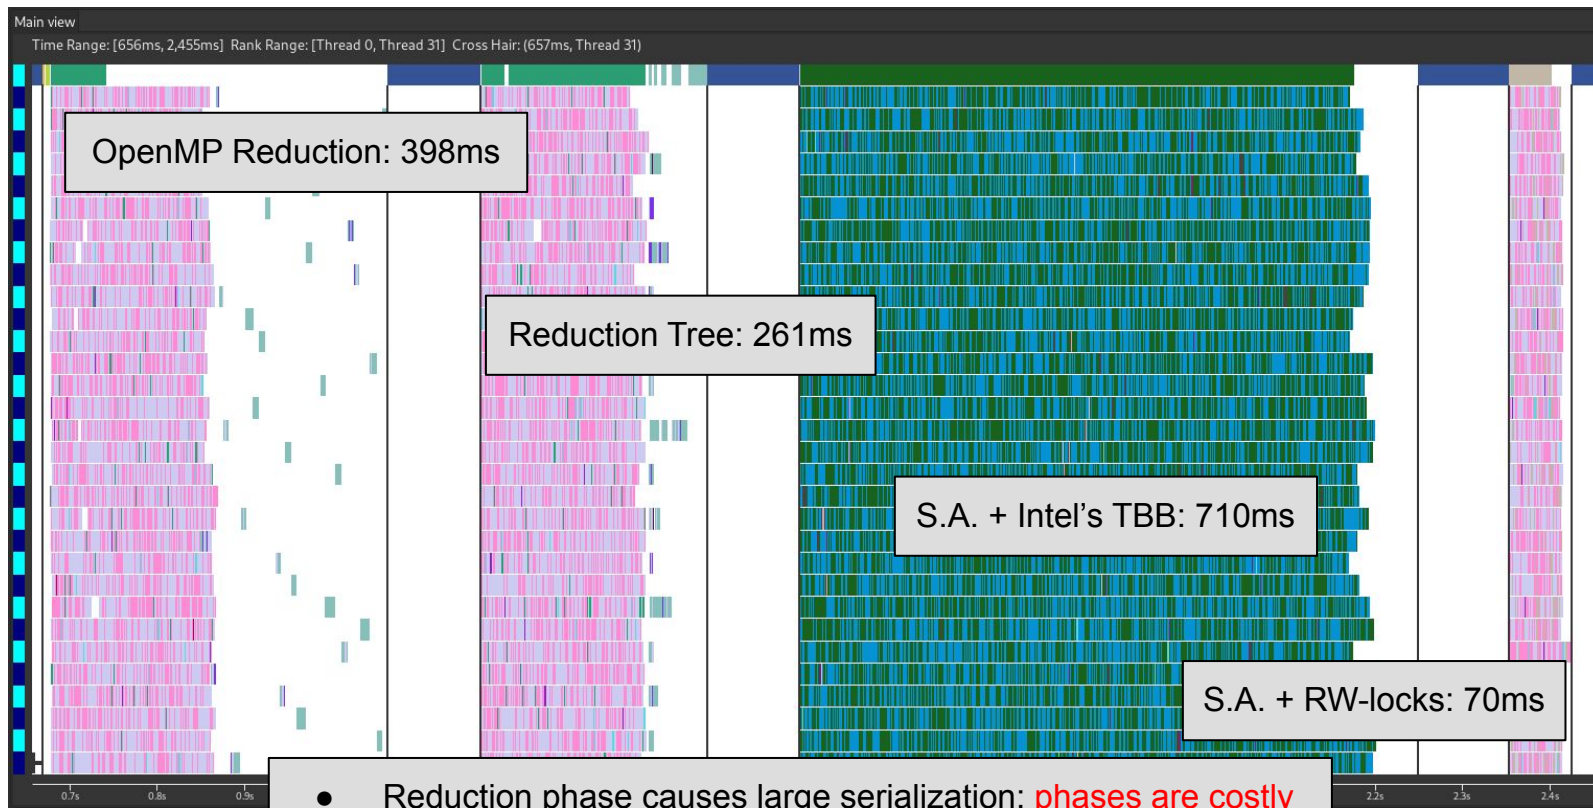 Main view
Time Range: [656ms, 2,455ms] Rank Range: [Thread 0, Thread 31] Cross Hair: (657ms, Thread 31)
OpenMP Reduction: 398ms
Reduction Tree: 261ms
S.A. + Intel's TBB: 710ms
S.A. + RW-locks: 70ms
● Reduction phase causes large serialization: phases are costly
0.7s 0.8s 0.9s 2.2s 2.3s 2.4s